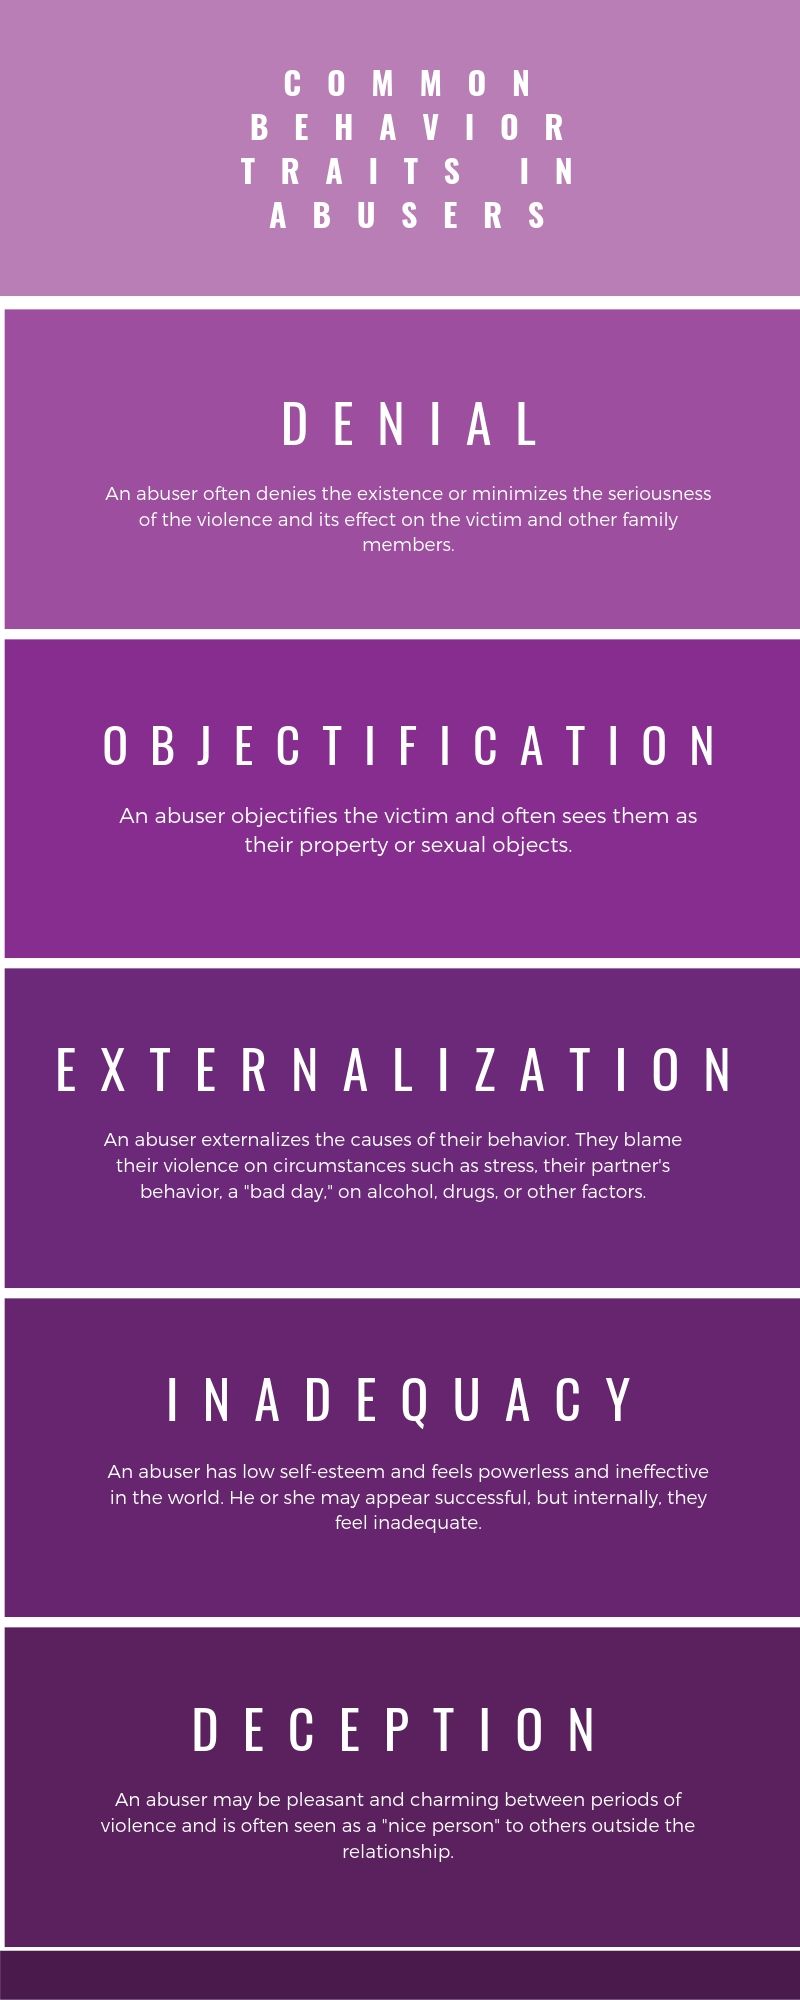 COMMON
BEHAVIOR
TRAITS IN
ABUSERS
DENIAL
An abuser often denies the existence or minimizes the seriousness
of the violence and its effect on the victim and other family
members.
OBJECTIFICATION
An abuser objectifies the victim and often sees them as
their property or sexual objects.
EXTERNALIZATION
An abuser externalizes the causes of their behavior. They blame
their violence on circumstances such as stress, their partner's
behavior, a "bad day," on alcohol, drugs, or other factors.
INADEQUACY
An abuser has low self-esteem and feels powerless and ineffective
in the world. He or she may appear successful, but internally, they
feel inadequate.
DECEPTION
An abuser may be pleasant and charming between periods of
violence and is often seen as a "nice person" to others outside the
relationship.